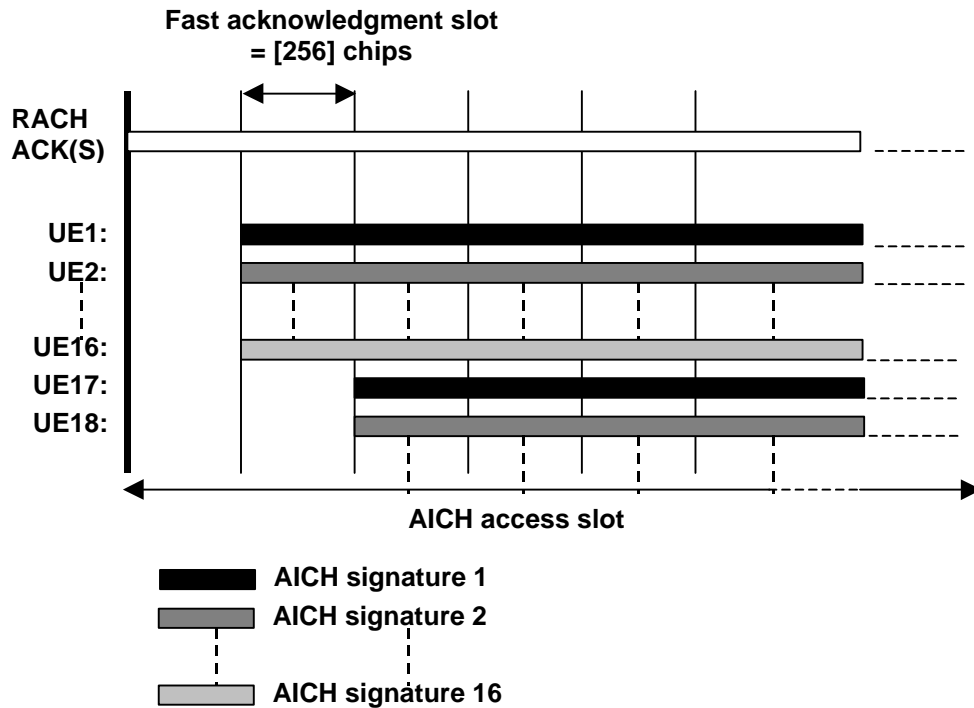 Fast acknowledgment slot
= [256] chips
RACH
ACK(S)
UE1:
UE2:
UE16:
UE17:
UE18:
AICH access slot
AICH signature 1
AICH signature 2
AICH signature 16